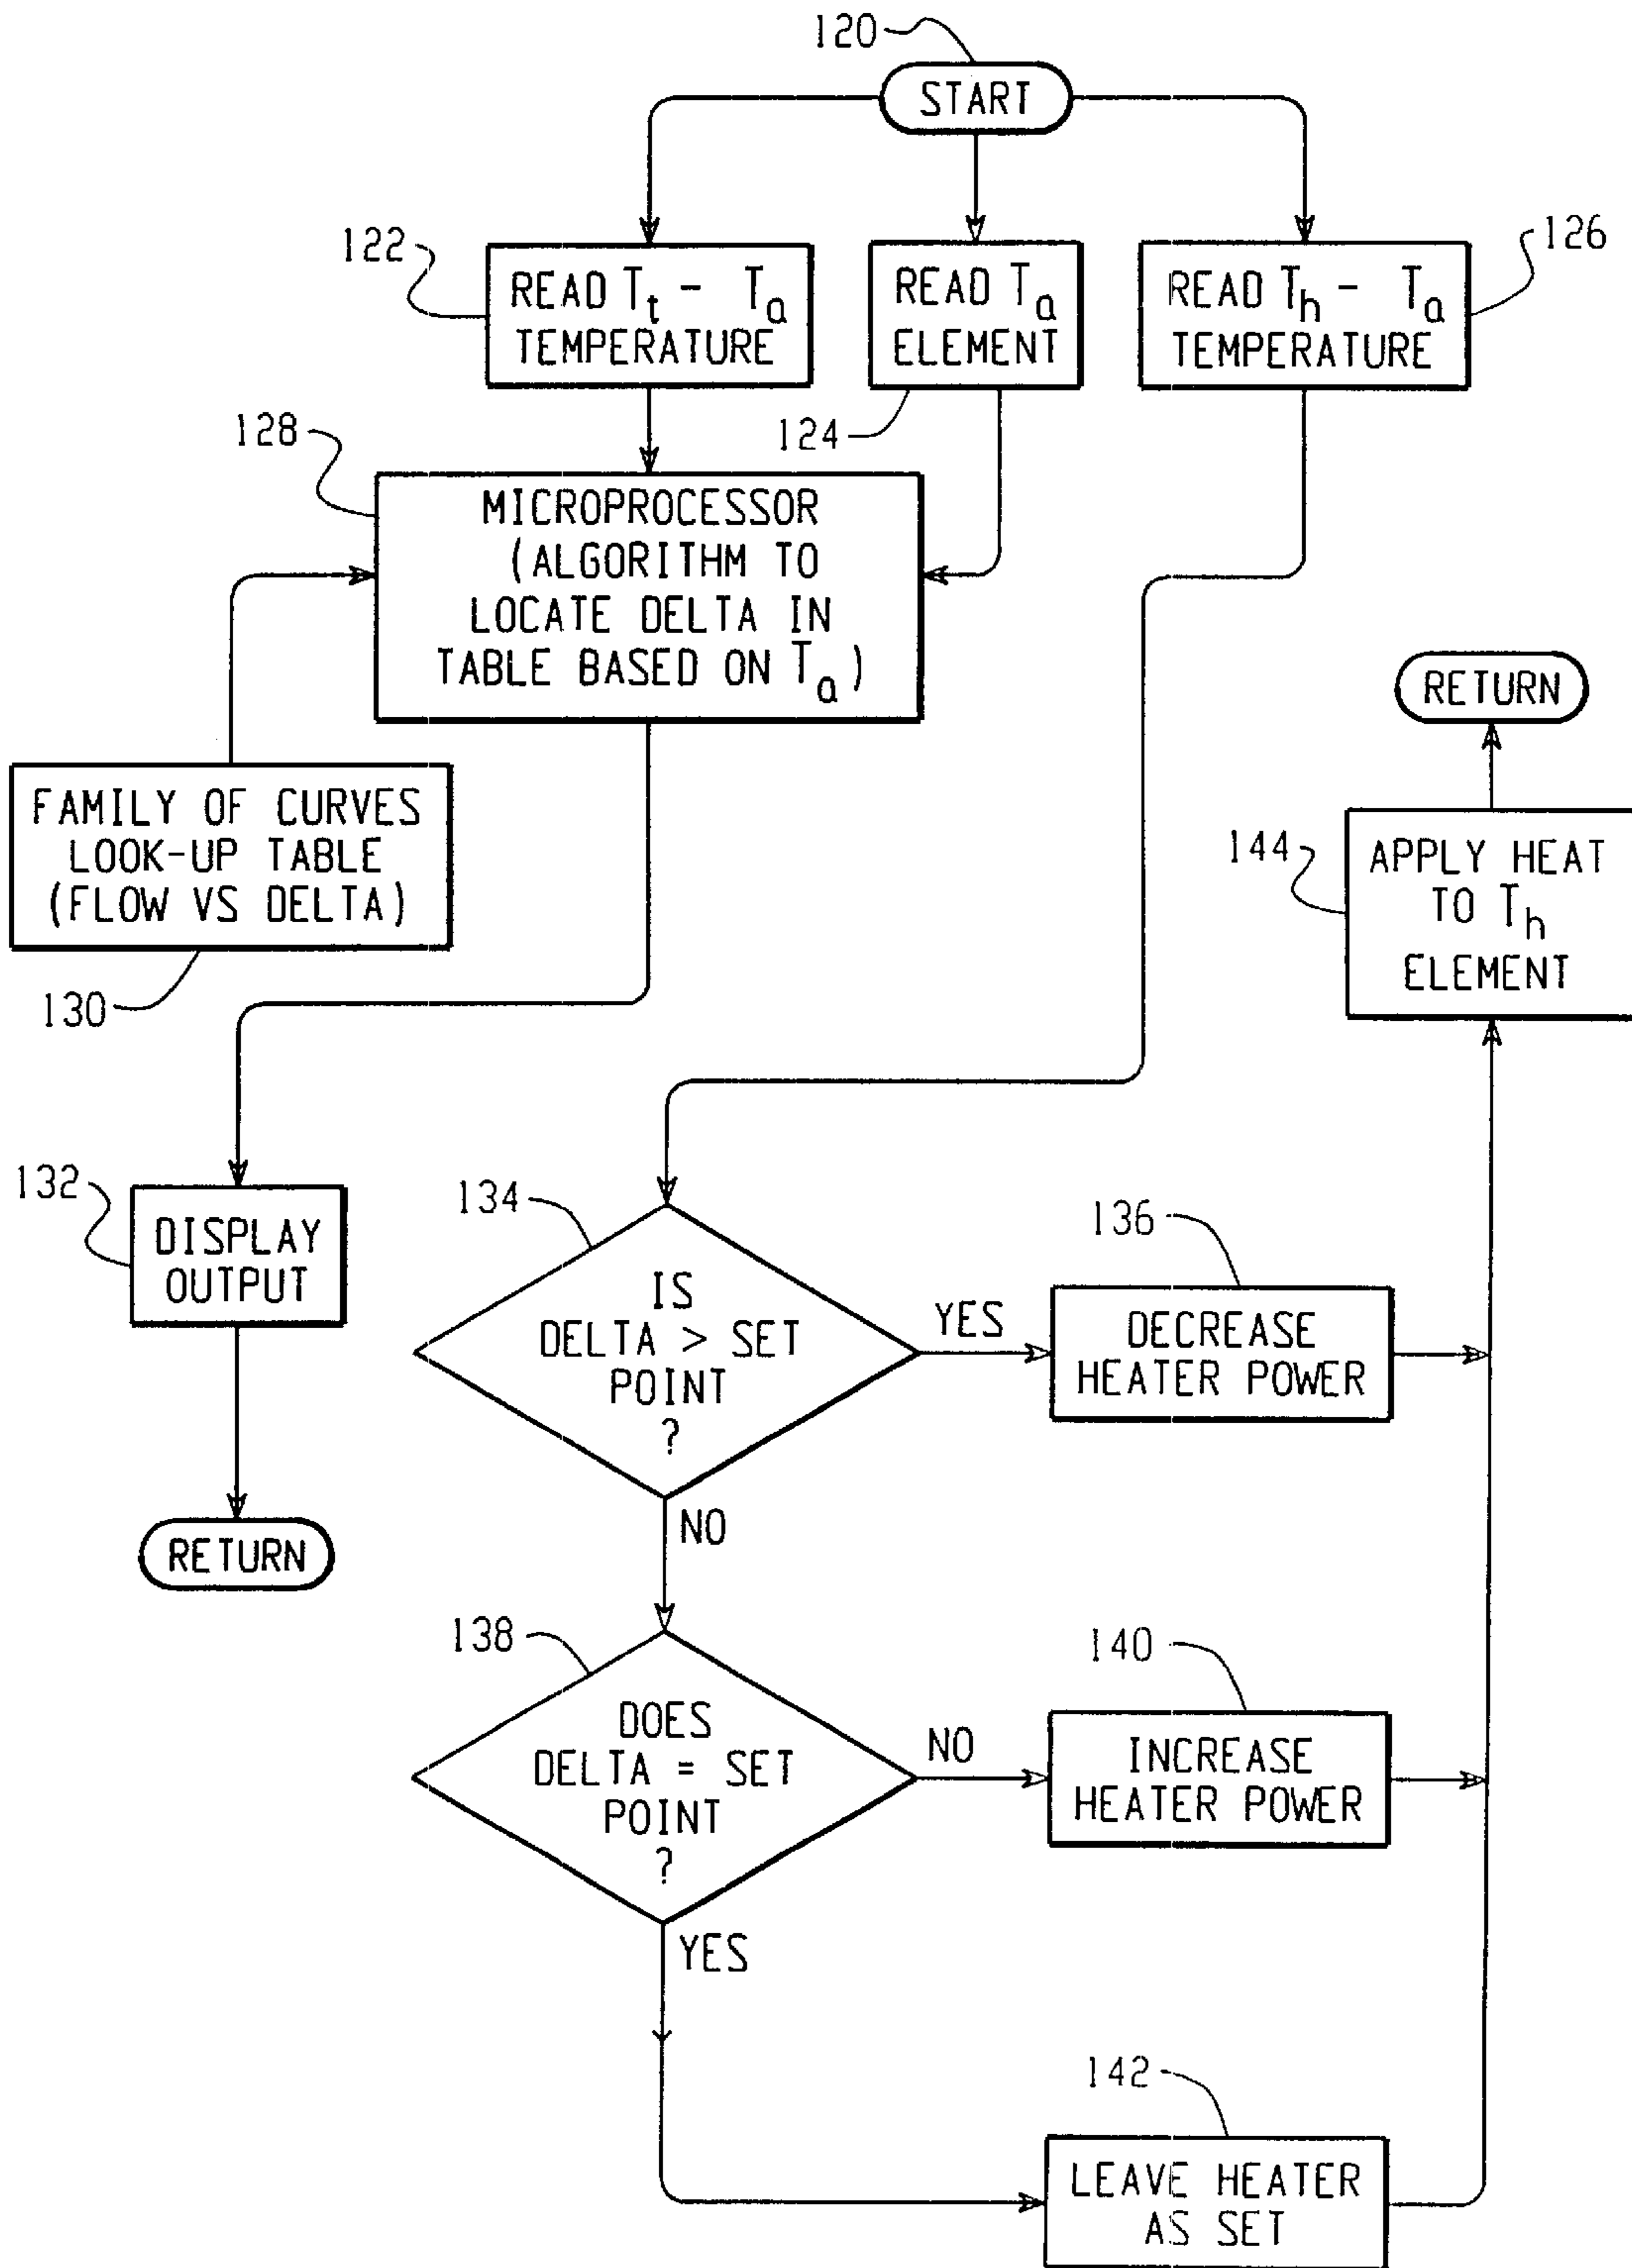 120
START
122
READ Tt - Ta
TEMPERATURE
READ Ta
ELEMENT
124
READ Th - Ta
TEMPERATURE
126
128
MICROPROCESSOR
(ALGORITHM TO
LOCATE DELTA IN
TABLE BASED ON Ta)
FAMILY OF CURVES
LOOK-UP TABLE
(FLOW VS DELTA)
130
RETURN
144
APPLY HEAT
TO Th
ELEMENT
132
DISPLAY
OUTPUT
RETURN
134
IS
DELTA > SET
POINT
?
YES
NO
136
DECREASE
HEATER POWER
138
DOES
DELTA = SET
POINT
?
NO
YES
140
INCREASE
HEATER POWER
142
LEAVE HEATER
AS SET